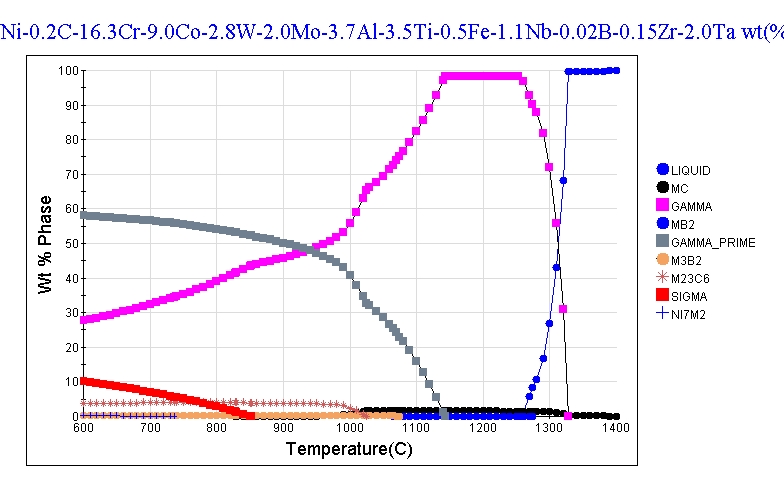 Ni-0.2C-16.3Cr-9.0Co-2.8W-2.0Mo-3.7Al-3.5Ti-0.5Fe-1.1Nb-0.02B-0.15Zr-2.0Ta wt(%
100
90
80
70
60
50
40
30
20
10
0
Wt % Phase
600 700 800 900 1000 1100 1200 1300 1400
Temperature(C)
LIQUID
MC
GAMMA
MB2
GAMMA_PRIME
M3B2
M23C6
SIGMA
NI7M2